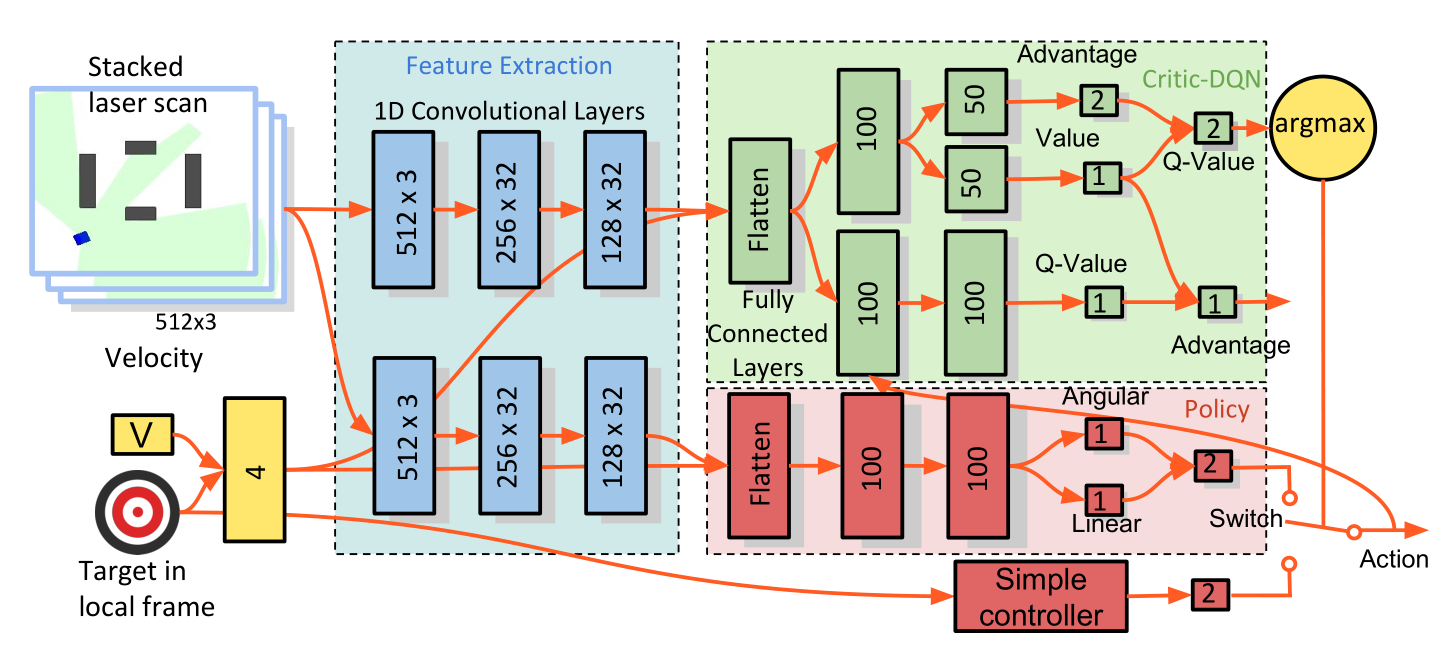 Stacked
laser scan
512x3
Velocity
V
4
Target in
local frame
Feature Extraction
1D Convolutional Layers
512 x 3
256 x 32
128 x 32
512 x 3
256 x 32
128 x 32
Critic-DQN
Flatten
Fully
Connected
Layers
100
50
50
Advantage
2
Value
1
2
Q-Value
argmax
100
100
Q-Value
1
1
Advantage
Policy
Flatten
100
100
Angular
1
1
Linear
2
Switch
Action
Simple
controller
2